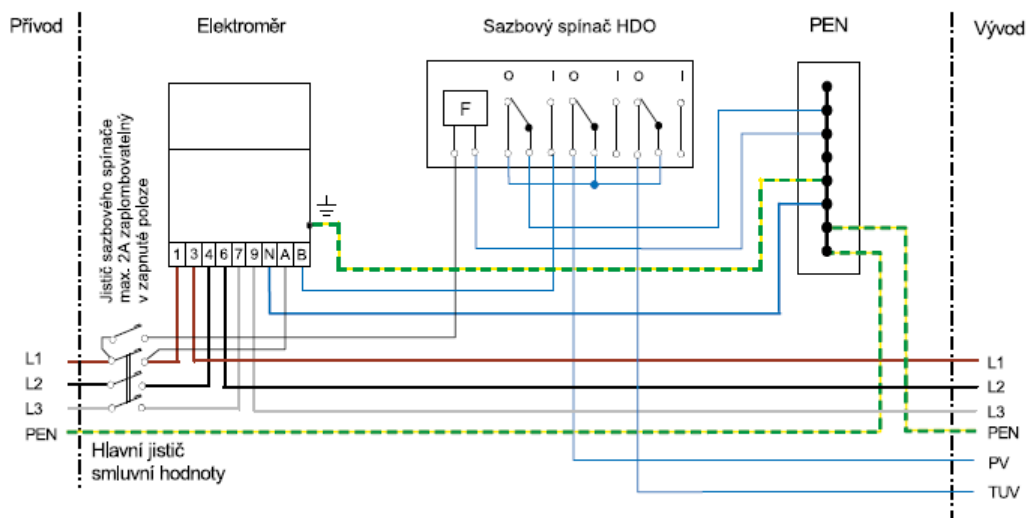 Přívod
Elektroměr
Sazbový spínač HDO
PEN
Vývod
O I O I O I
F
Jistič sazbového spínače
max. 2A zaplombovatelný
v zapnuté poloze
1 3 4 6 7 9 N A B
L1
L2
L3
PEN
Hlavní jistič
smluvní hodnoty
L1
L2
L3
PEN
PV
TUV